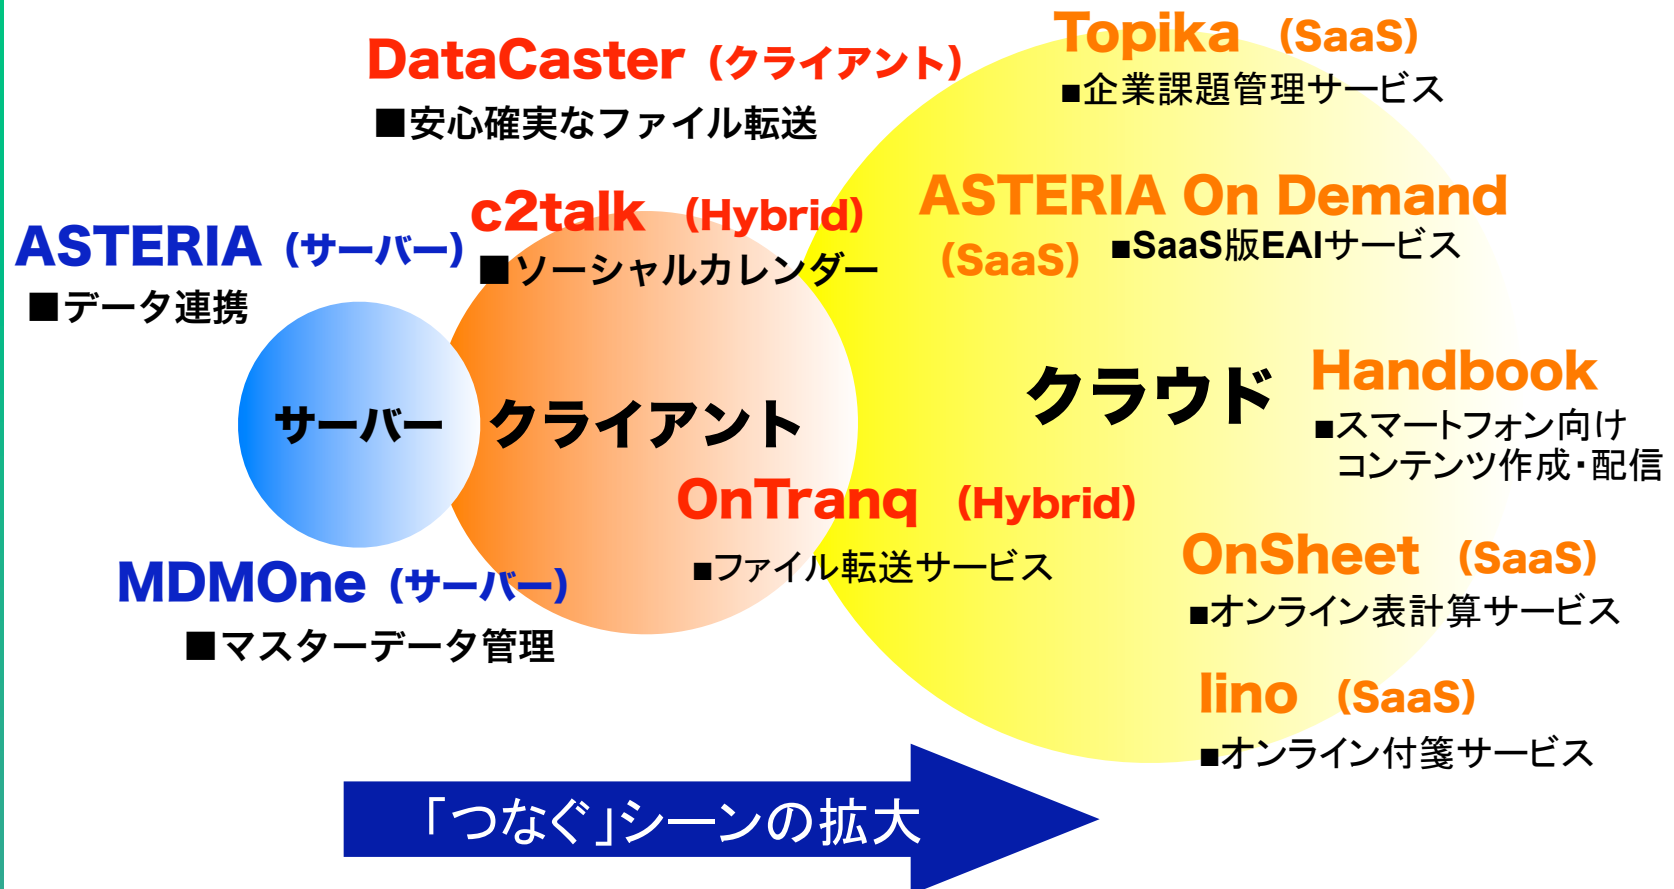 DataCaster（クライアント）
■安心確実なファイル転送
Topika （SaaS）
■企業課題管理サービス
ASTERIA（サーバー）
■データ連携
c2talk （Hybrid）
■ソーシャルカレンダー
ASTERIA On Demand
（SaaS） ■SaaS版EAIサービス
サーバー
クライアント
クラウド
Handbook
■スマートフォン向け
コンテンツ作成・配信
OnTranq （Hybrid）
■ファイル転送サービス
MDMOne（サーバー）
■マスターデータ管理
OnSheet （SaaS）
■オンライン表計算サービス
lino （SaaS）
■オンライン付箋サービス
「つなぐ」シーンの拡大